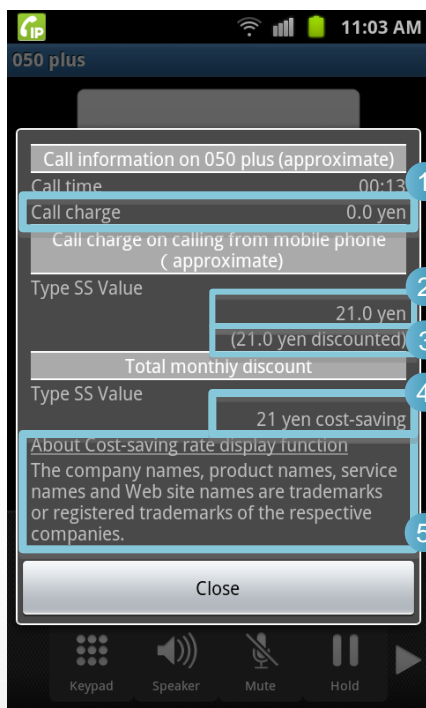 IP
11:03 AM
050 plus
Call information on 050 plus (approximate)
Call time 00:13
1
Call charge 0.0 yen
Call charge on calling from mobile phone
( approximate)
Type SS Value
2
21.0 yen
(21.0 yen discounted)
3
Total monthly discount
Type SS Value
4
21 yen cost-saving
About Cost-saving rate display function
The company names, product names, service
names and Web site names are trademarks
or registered trademarks of the respective
companies.
5
Close
Keypad Speaker Mute Hold